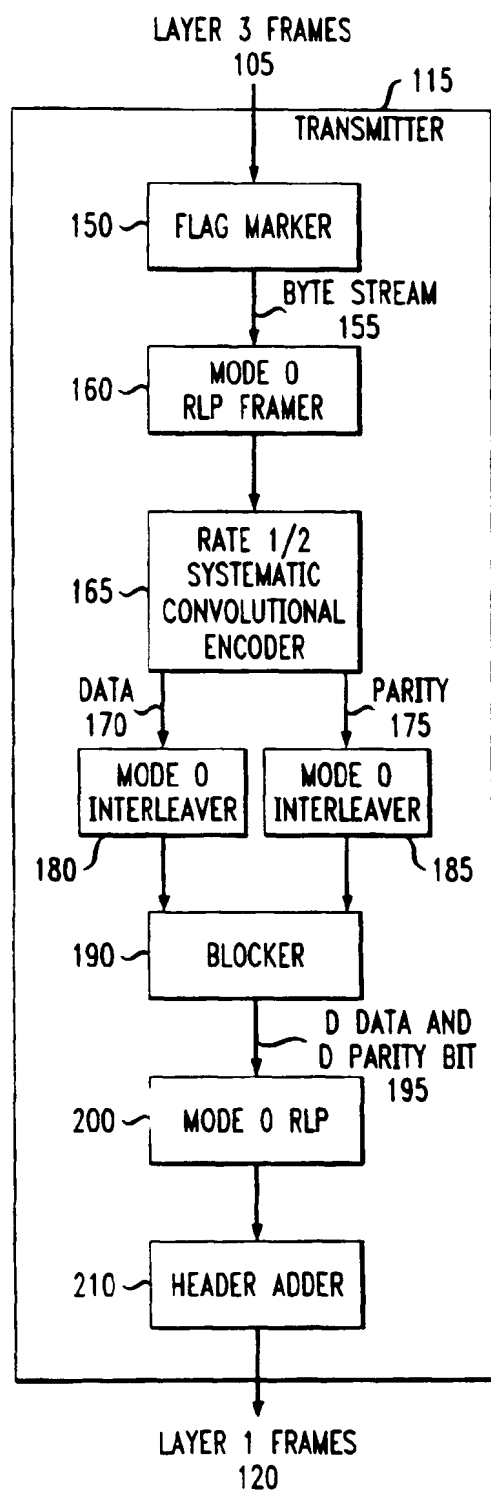 LAYER 3 FRAMES
105
115
TRANSMITTER
150
FLAG MARKER
BYTE STREAM
155
160
MODE 0
RLP FRAMER
165
RATE 1/2
SYSTEMATIC
CONVOLUTIONAL
ENCODER
DATA
170
PARITY
175
MODE 0
INTERLEAVER
180
MODE 0
INTERLEAVER
185
190
BLOCKER
D DATA AND
D PARITY BIT
195
200
MODE 0 RLP
210
HEADER ADDER
LAYER 1 FRAMES
120